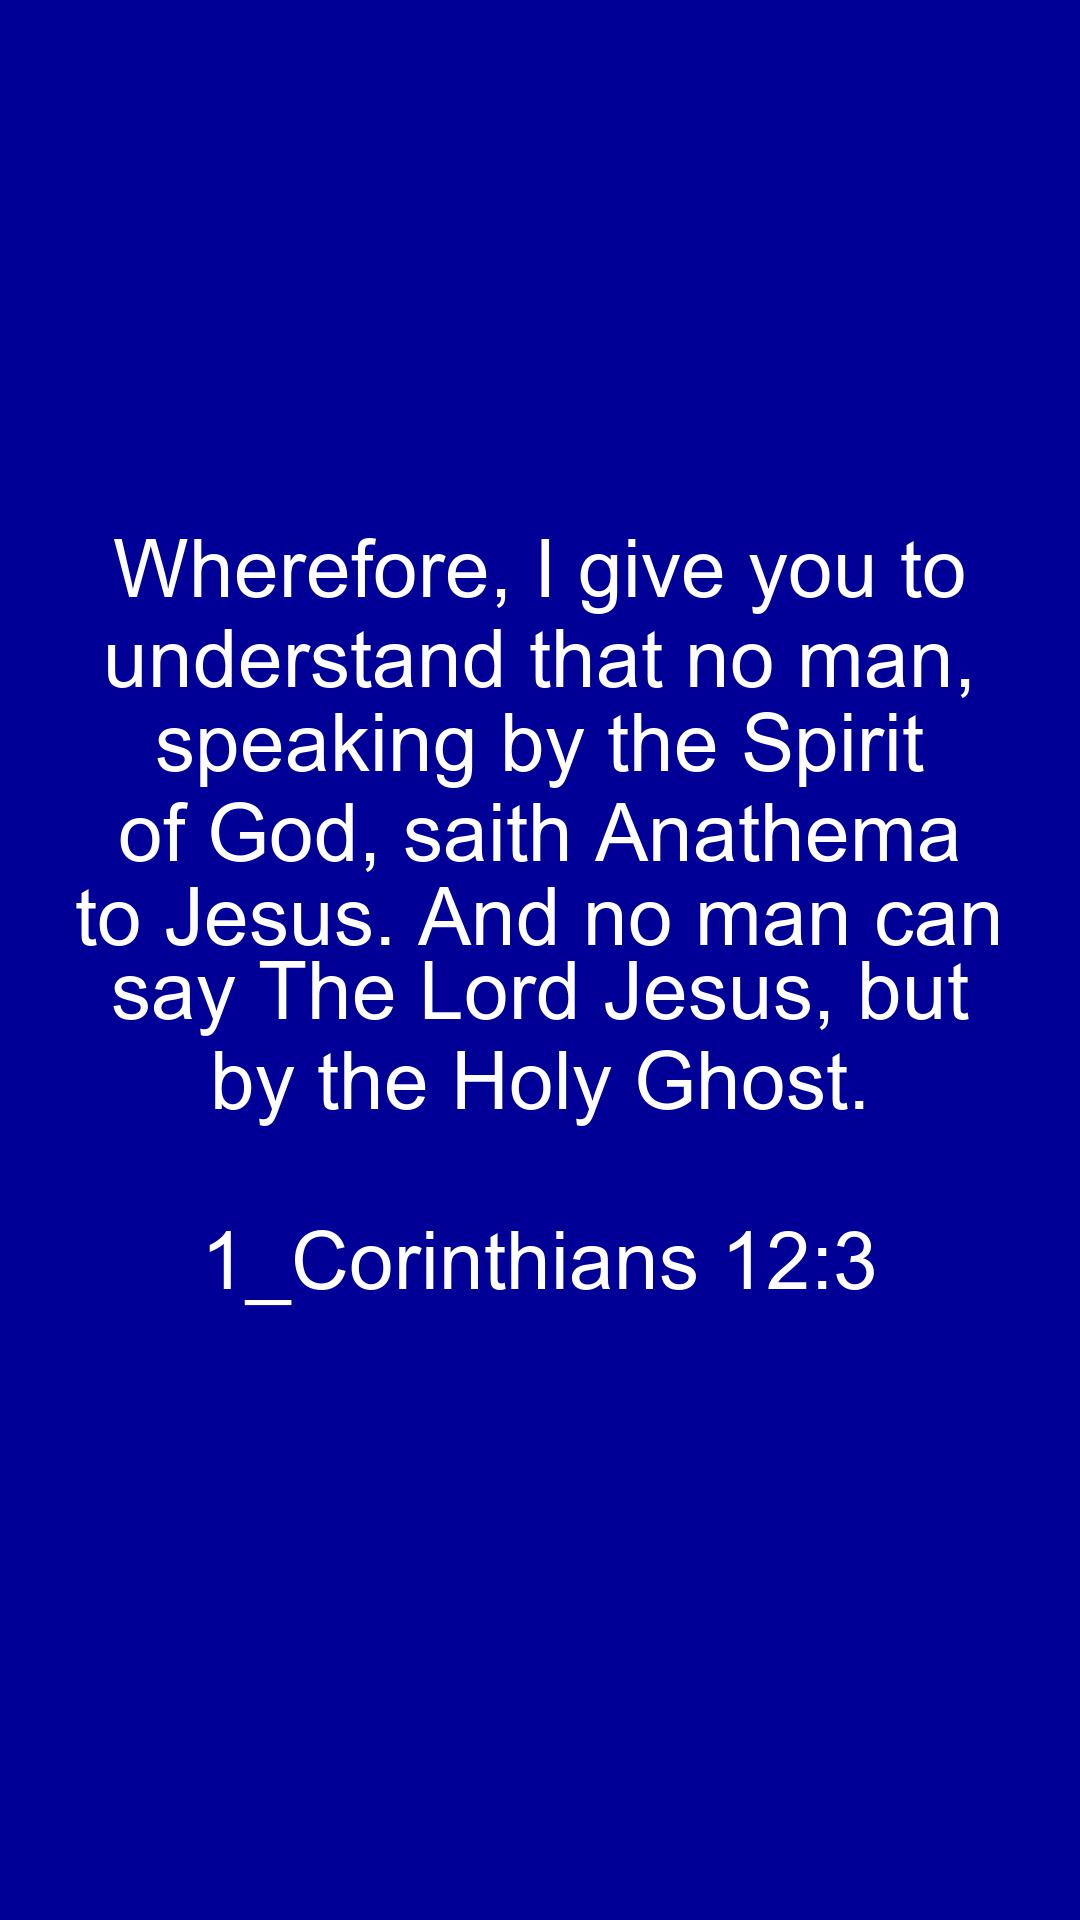 Wherefore, I give you to
understand that no man,
speaking by the Spirit
of God, saith Anathema
to Jesus. And no man can
say The Lord Jesus, but
by the Holy Ghost.
1_Corinthians 12:3